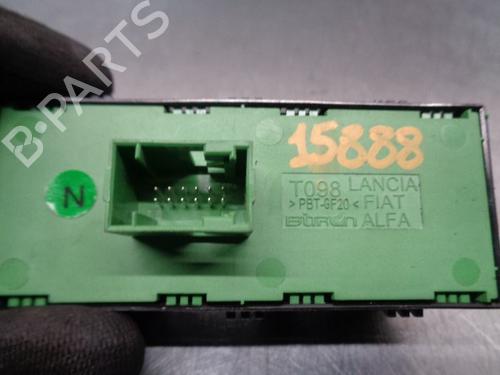 B-PARTS
15888
N
T098 LANCIA
> PBT-GF20 < FIAT
Bitron ALFA